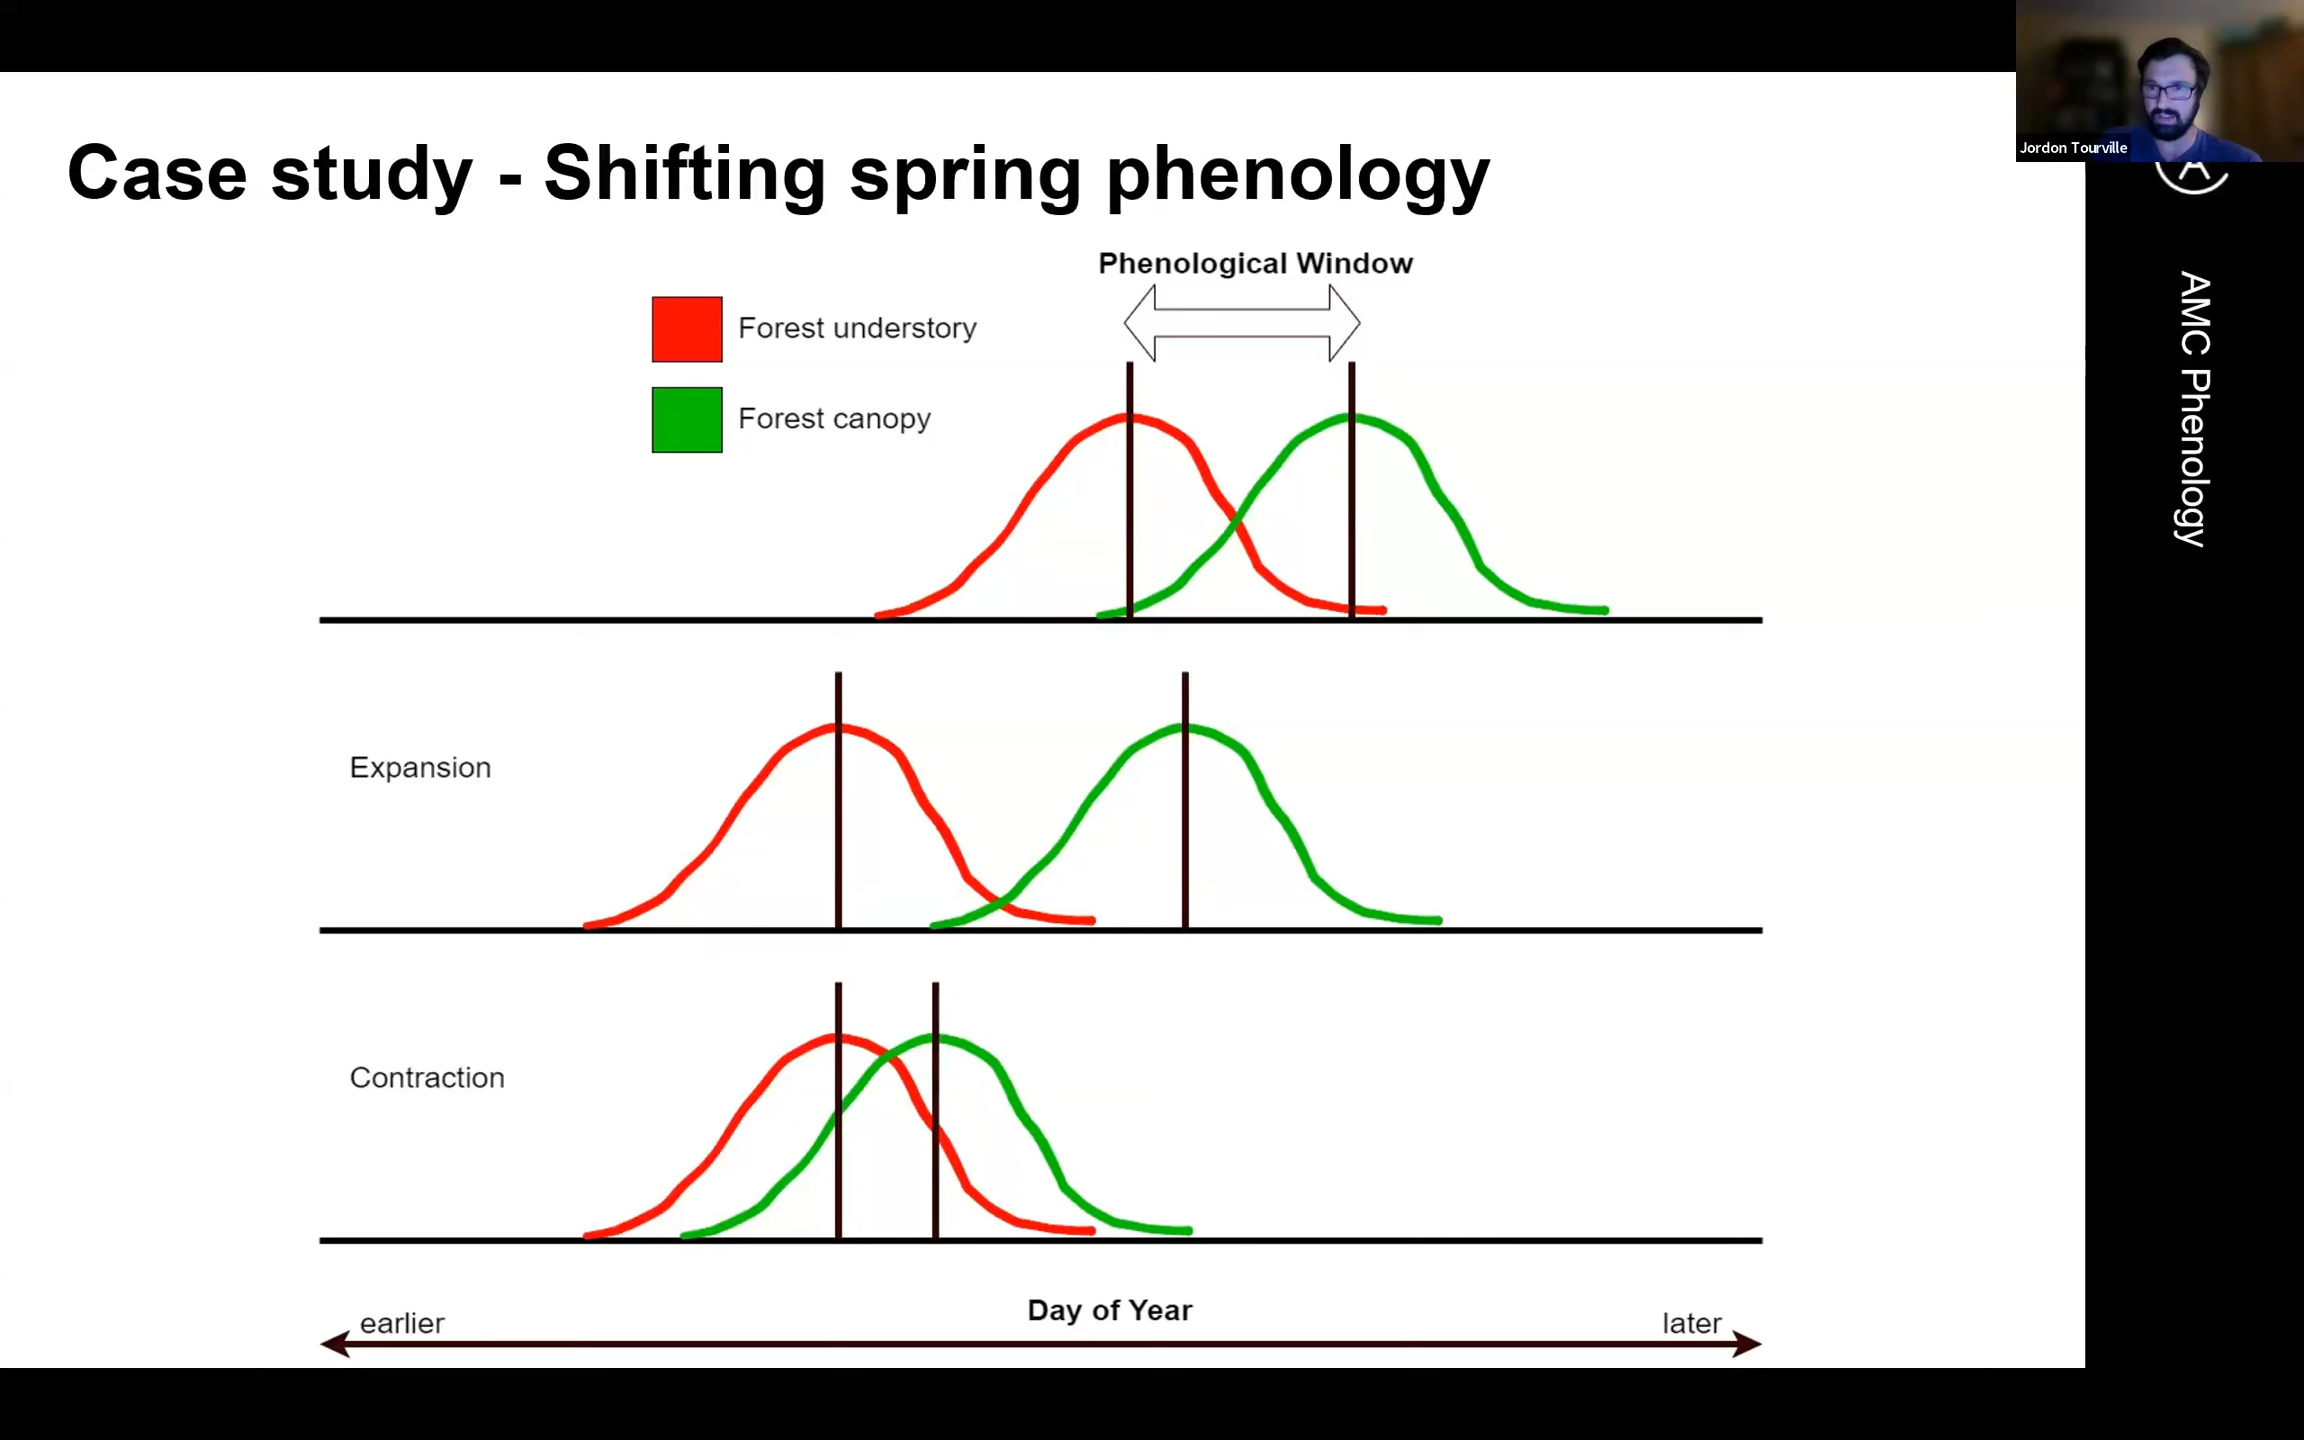 Jordon Tourville
Case study - Shifting spring phenology
AMC Phenology
Phenological Window
Forest understory
Forest canopy
Expansion
Contraction
earlier
Day of Year
later